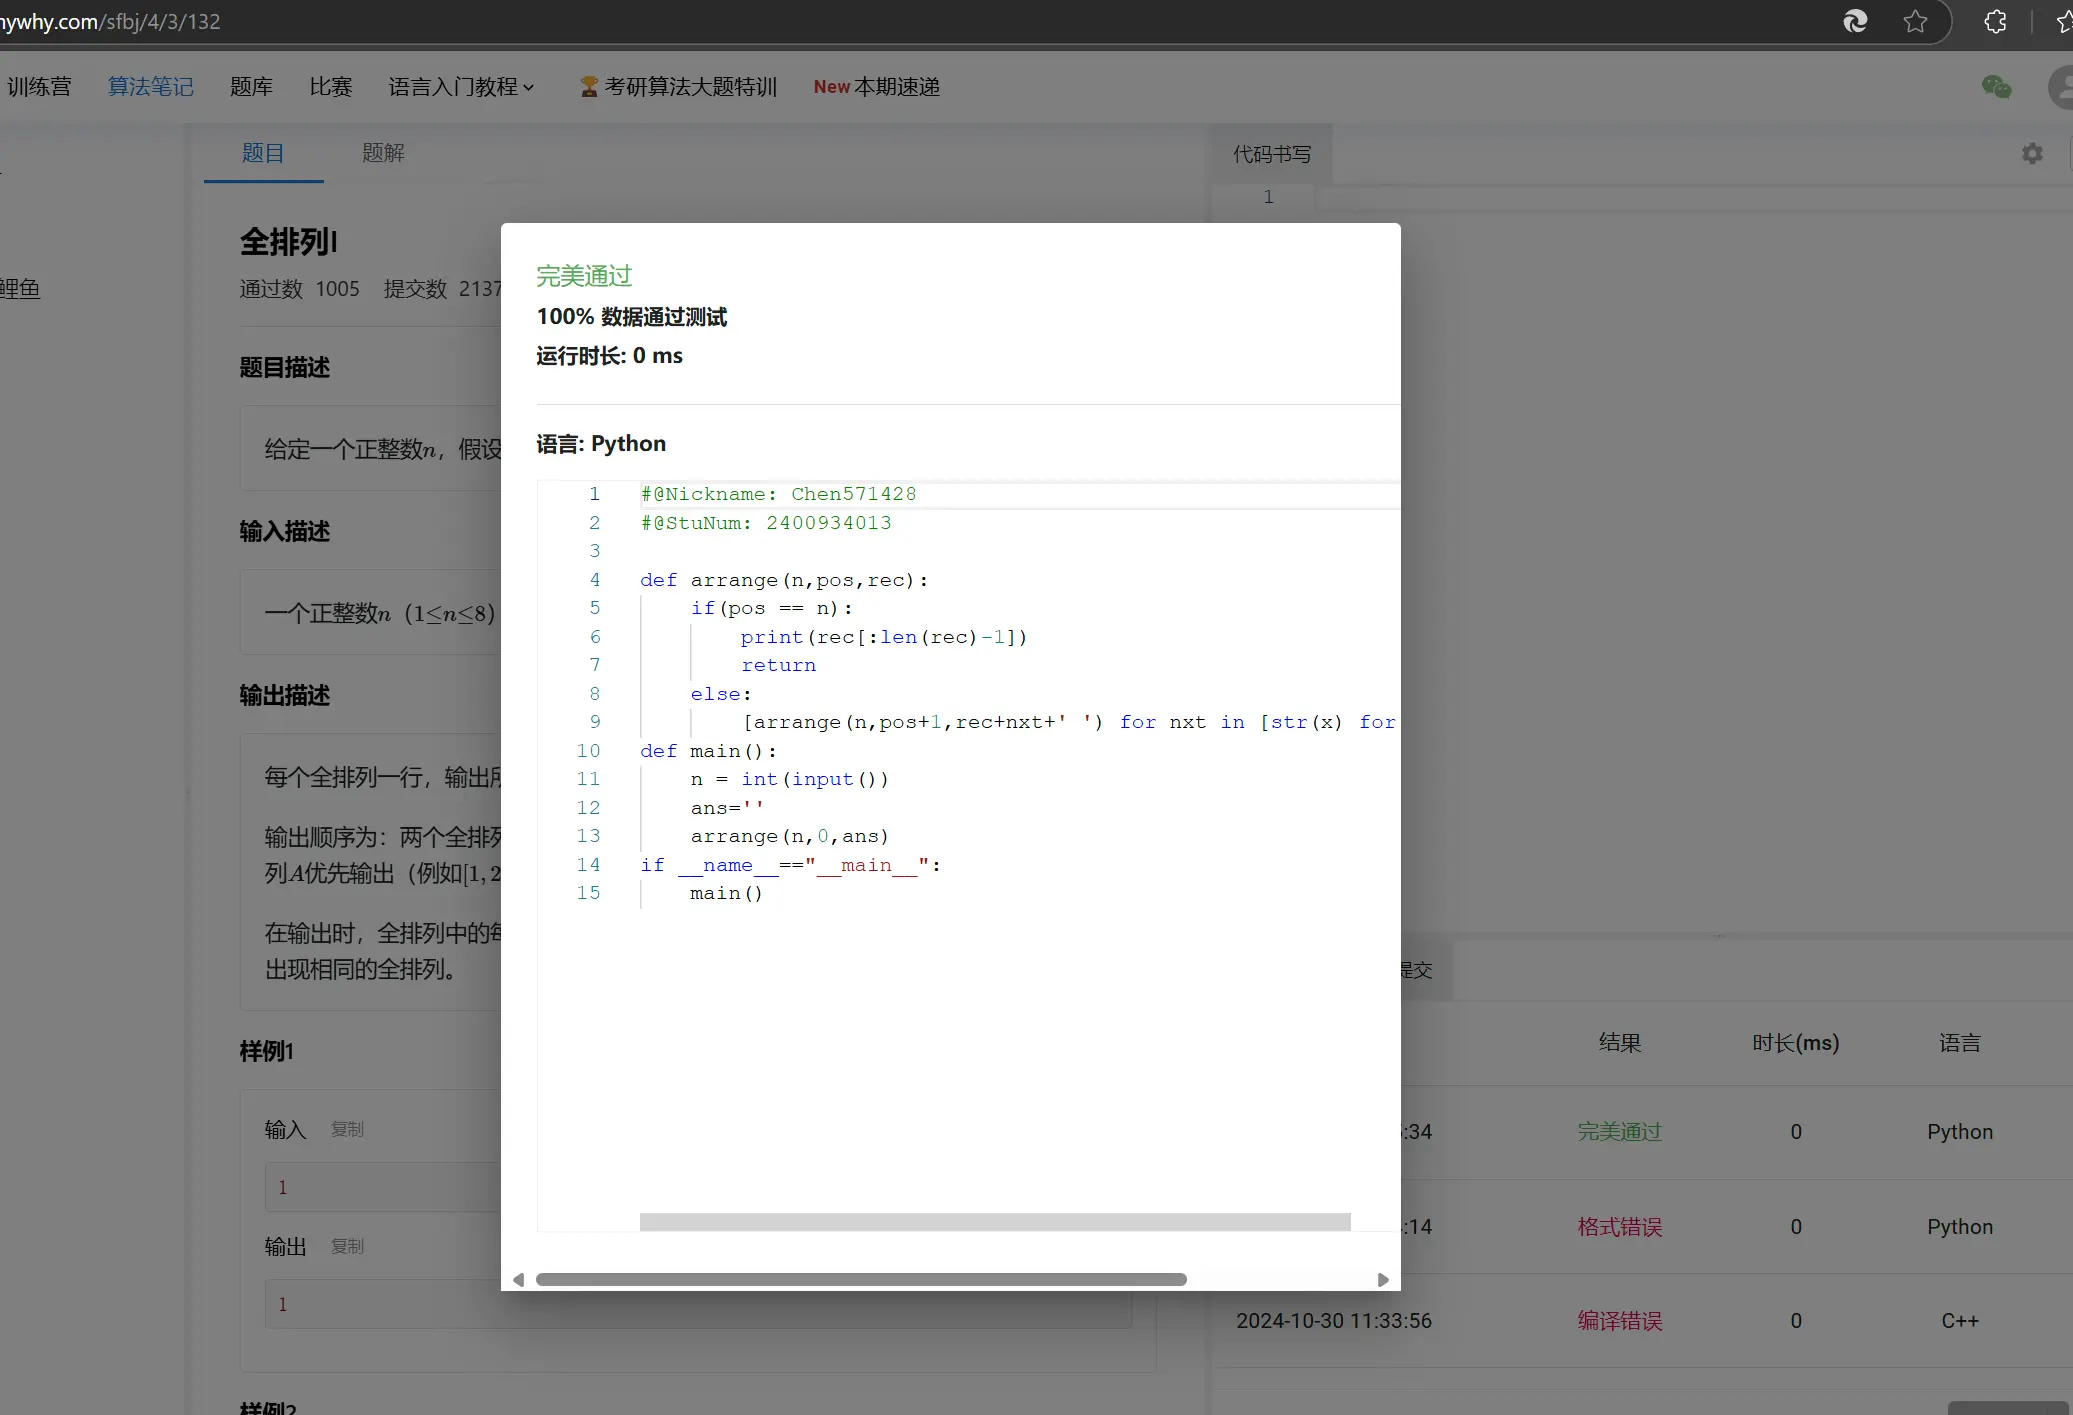 nywhy.com/sfbj/4/3/132
训练营 算法笔记 题库 比赛 语言入门教程 考研算法大题特训 New 本期速递
题目 题解
代码书写
1
鲤鱼
全排列I
通过数 1005 提交数 2137
题目描述
给定一个正整数n，假设
输入描述
一个正整数n（1≤n≤8）
输出描述
每个全排列一行，输出所
输出顺序为：两个全排列
列A优先输出（例如[1, 2
在输出时，全排列中的每
出现相同的全排列。
样例1
输入 复制
1
输出 复制
1
样例2
完美通过
100% 数据通过测试
运行时长: 0 ms
语言: Python
1 #@Nickname: Chen571428
2 #@StuNum: 2400934013
3
4 def arrange(n,pos,rec):
5 if(pos == n):
6 print(rec[:len(rec)-1])
7 return
8 else:
9 [arrange(n,pos+1,rec+nxt+' ') for nxt in [str(x) for
10 def main():
11 n = int(input())
12 ans=''
13 arrange(n,0,ans)
14 if __name__=="__main__":
15 main()
提交
结果 时长(ms) 语言
:34 完美通过 0 Python
:14 格式错误 0 Python
2024-10-30 11:33:56 编译错误 0 C++